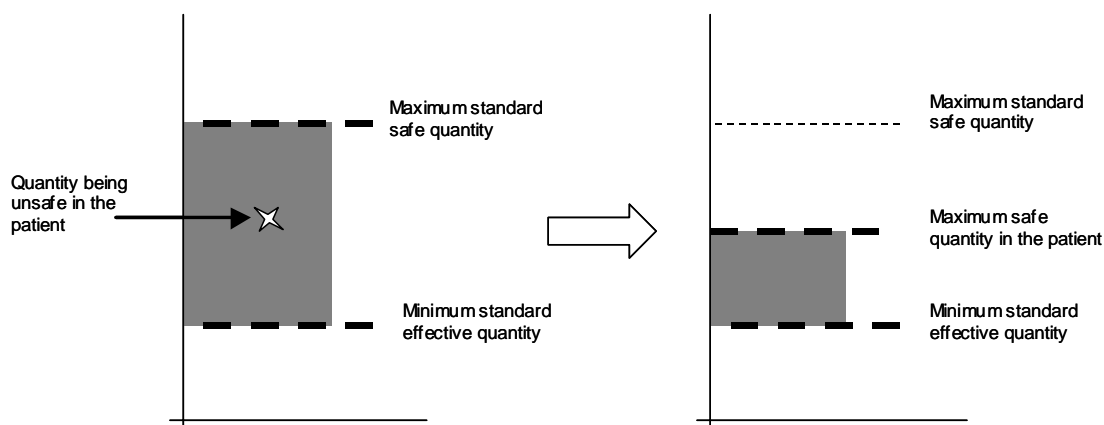 Maximum standard
safe quantity
Quantity being
unsafe in the
patient
Minimum standard
effective quantity
Maximum standard
safe quantity
Maximum safe
quantity in the patient
Minimum standard
effective quantity